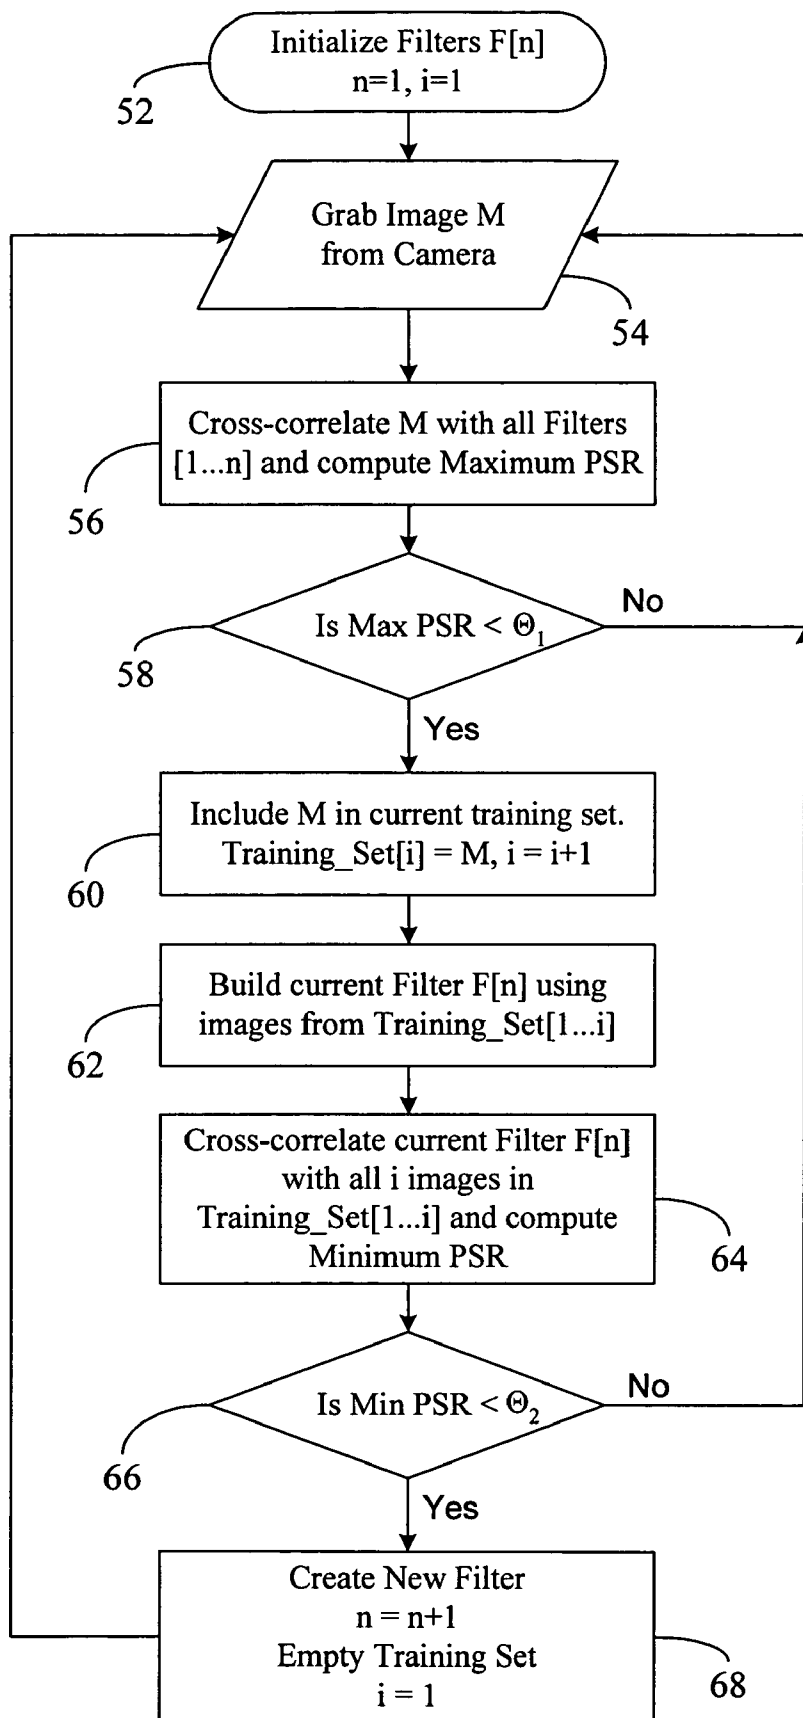 Initialize Filters F[n]
n=1, i=1
52
Grab Image M
from Camera
54
Cross-correlate M with all Filters
[1...n] and compute Maximum PSR
56
Is Max PSR < Θ₁
No
58
Yes
Include M in current training set.
Training_Set[i] = M, i = i+1
60
Build current Filter F[n] using
images from Training_Set[1...i]
62
Cross-correlate current Filter F[n]
with all i images in
Training_Set[1...i] and compute
Minimum PSR
64
Is Min PSR < Θ₂
No
66
Yes
Create New Filter
n = n+1
Empty Training Set
i = 1
68